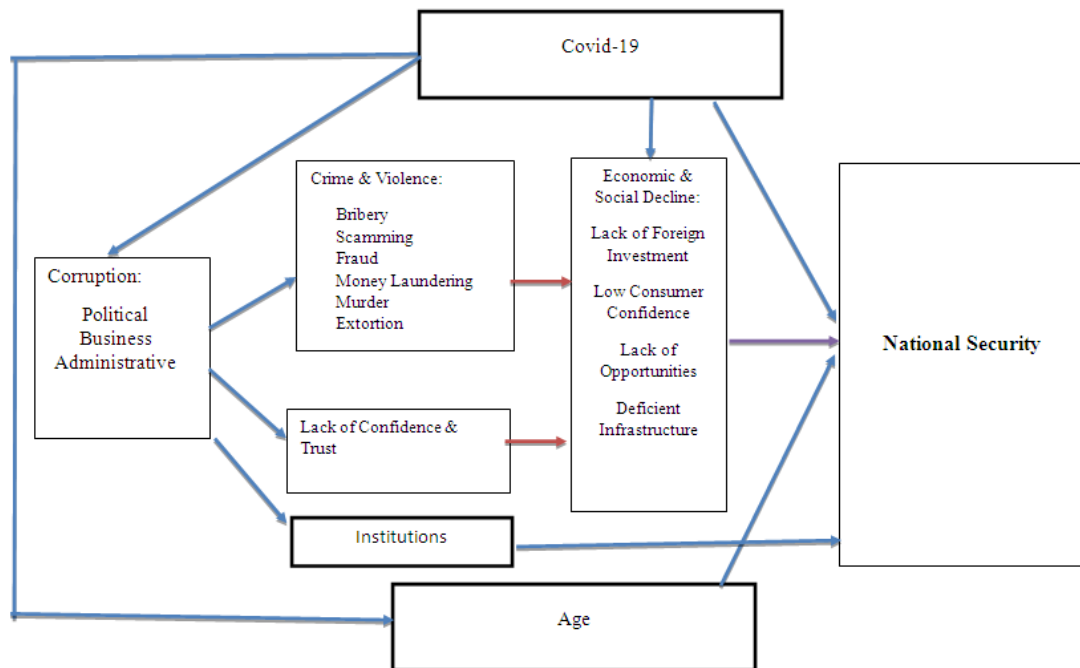 Covid-19
Crime & Violence:
Bribery
Scamming
Fraud
Money Laundering
Murder
Extortion
Economic &
Social Decline:
Lack of Foreign
Investment
Low Consumer
Confidence
Lack of
Opportunities
Deficient
Infrastructure
Corruption:
Political
Business
Administrative
National Security
Lack of Confidence &
Trust
Institutions
Age